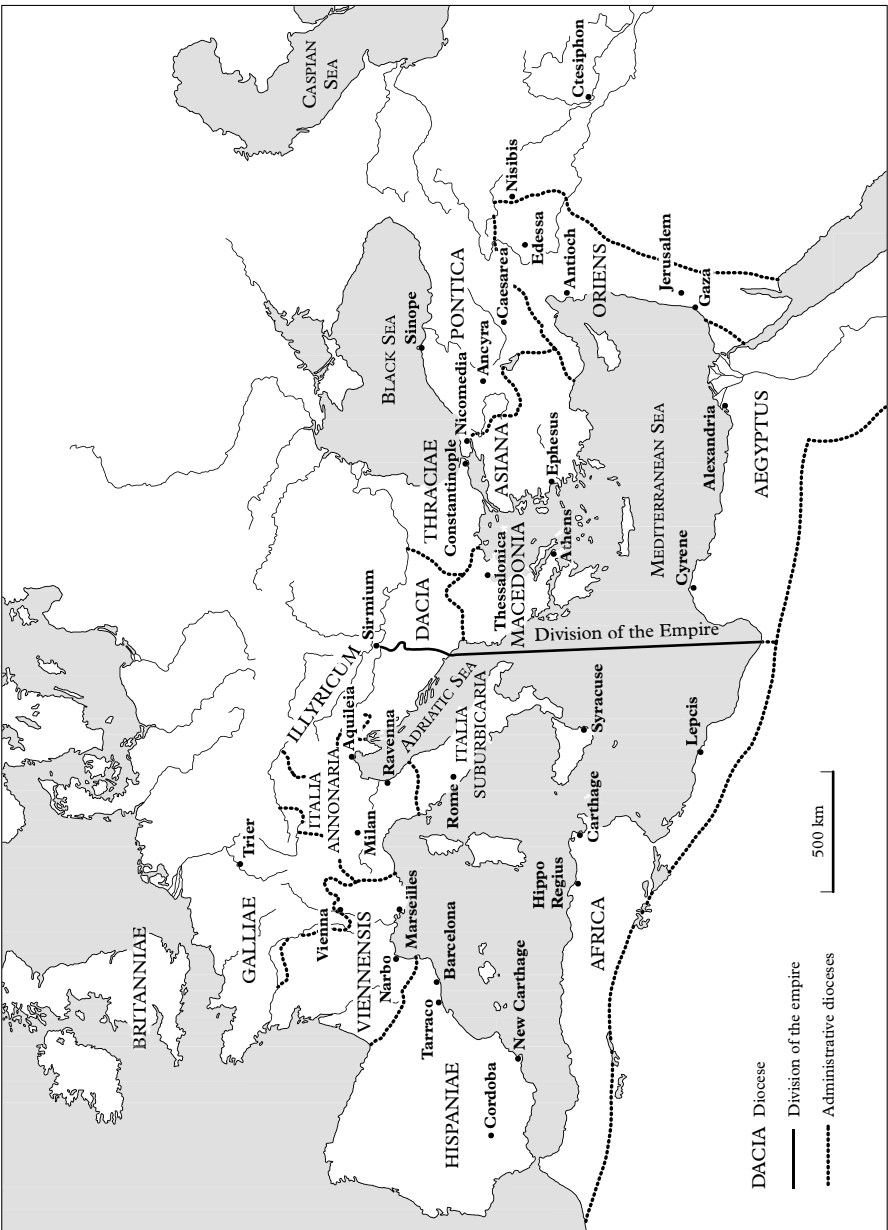 BRITANNIAE
GALLIAE
Trier
VIENNENSIS
Vienna
Narbo
Marseilles
HISPANIAE
Tarraco
Barcelona
Cordoba
New Carthage
ITALIA
ANNONARIA
Milan
Aquileia
Ravenna
ILLYRICUM
Sirmium
ADRIATIC SEA
Rome
ITALIA
SUBURBICARIA
Syracuse
Hippo
Regius
Carthage
AFRICA
Lepcis
Division of the Empire
DACIA
MACEDONIA
Thessalonica
Athens
THRACIAE
Constantinople
Nicomedia
BLACK SEA
Sinope
PONTICA
Ancyra
Caesarea
ASIANA
Ephesus
CASPIAN
SEA
Nisibis
Edessa
Antioch
ORIENS
Ctesiphon
Jerusalem
Gaza
MEDITERRANEAN SEA
Cyrene
Alexandria
AEGYPTUS
500 km
DACIA Diocese
Division of the empire
Administrative dioceses